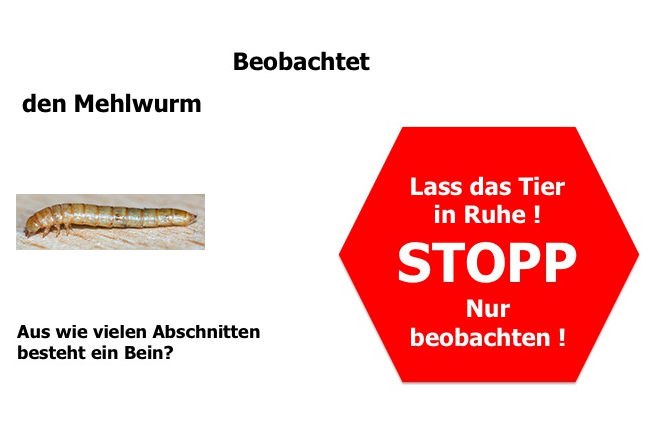 Beobachtet
den Mehlwurm
Lass das Tier
in Ruhe !
STOPP
Nur
beobachten !
Aus wie vielen Abschnitten
besteht ein Bein?